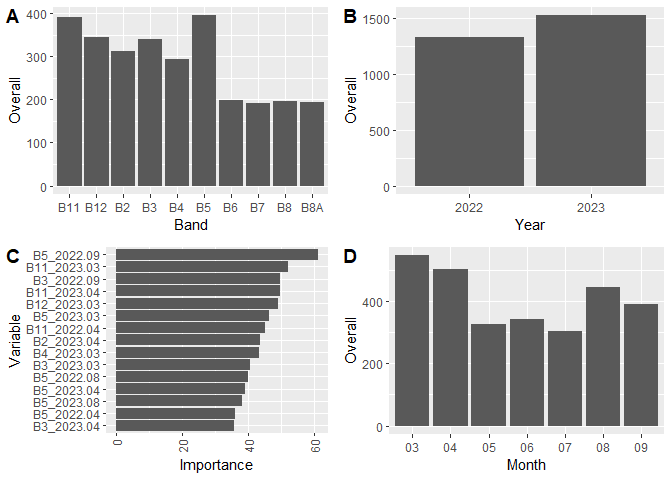 A
Overall
400
300
200
100
0
B11 B12 B2 B3 B4 B5 B6 B7 B8 B8A
Band
B
Overall
1500
1000
500
0
2022 2023
Year
C
Variable
B5_2022.09
B11_2023.03
B3_2022.09
B11_2023.04
B12_2023.03
B5_2023.03
B11_2022.04
B2_2023.04
B4_2023.03
B3_2023.03
B5_2022.08
B5_2023.04
B5_2023.08
B5_2022.04
B3_2023.04
0 20 40 60
Importance
D
Overall
400
200
0
03 04 05 06 07 08 09
Month